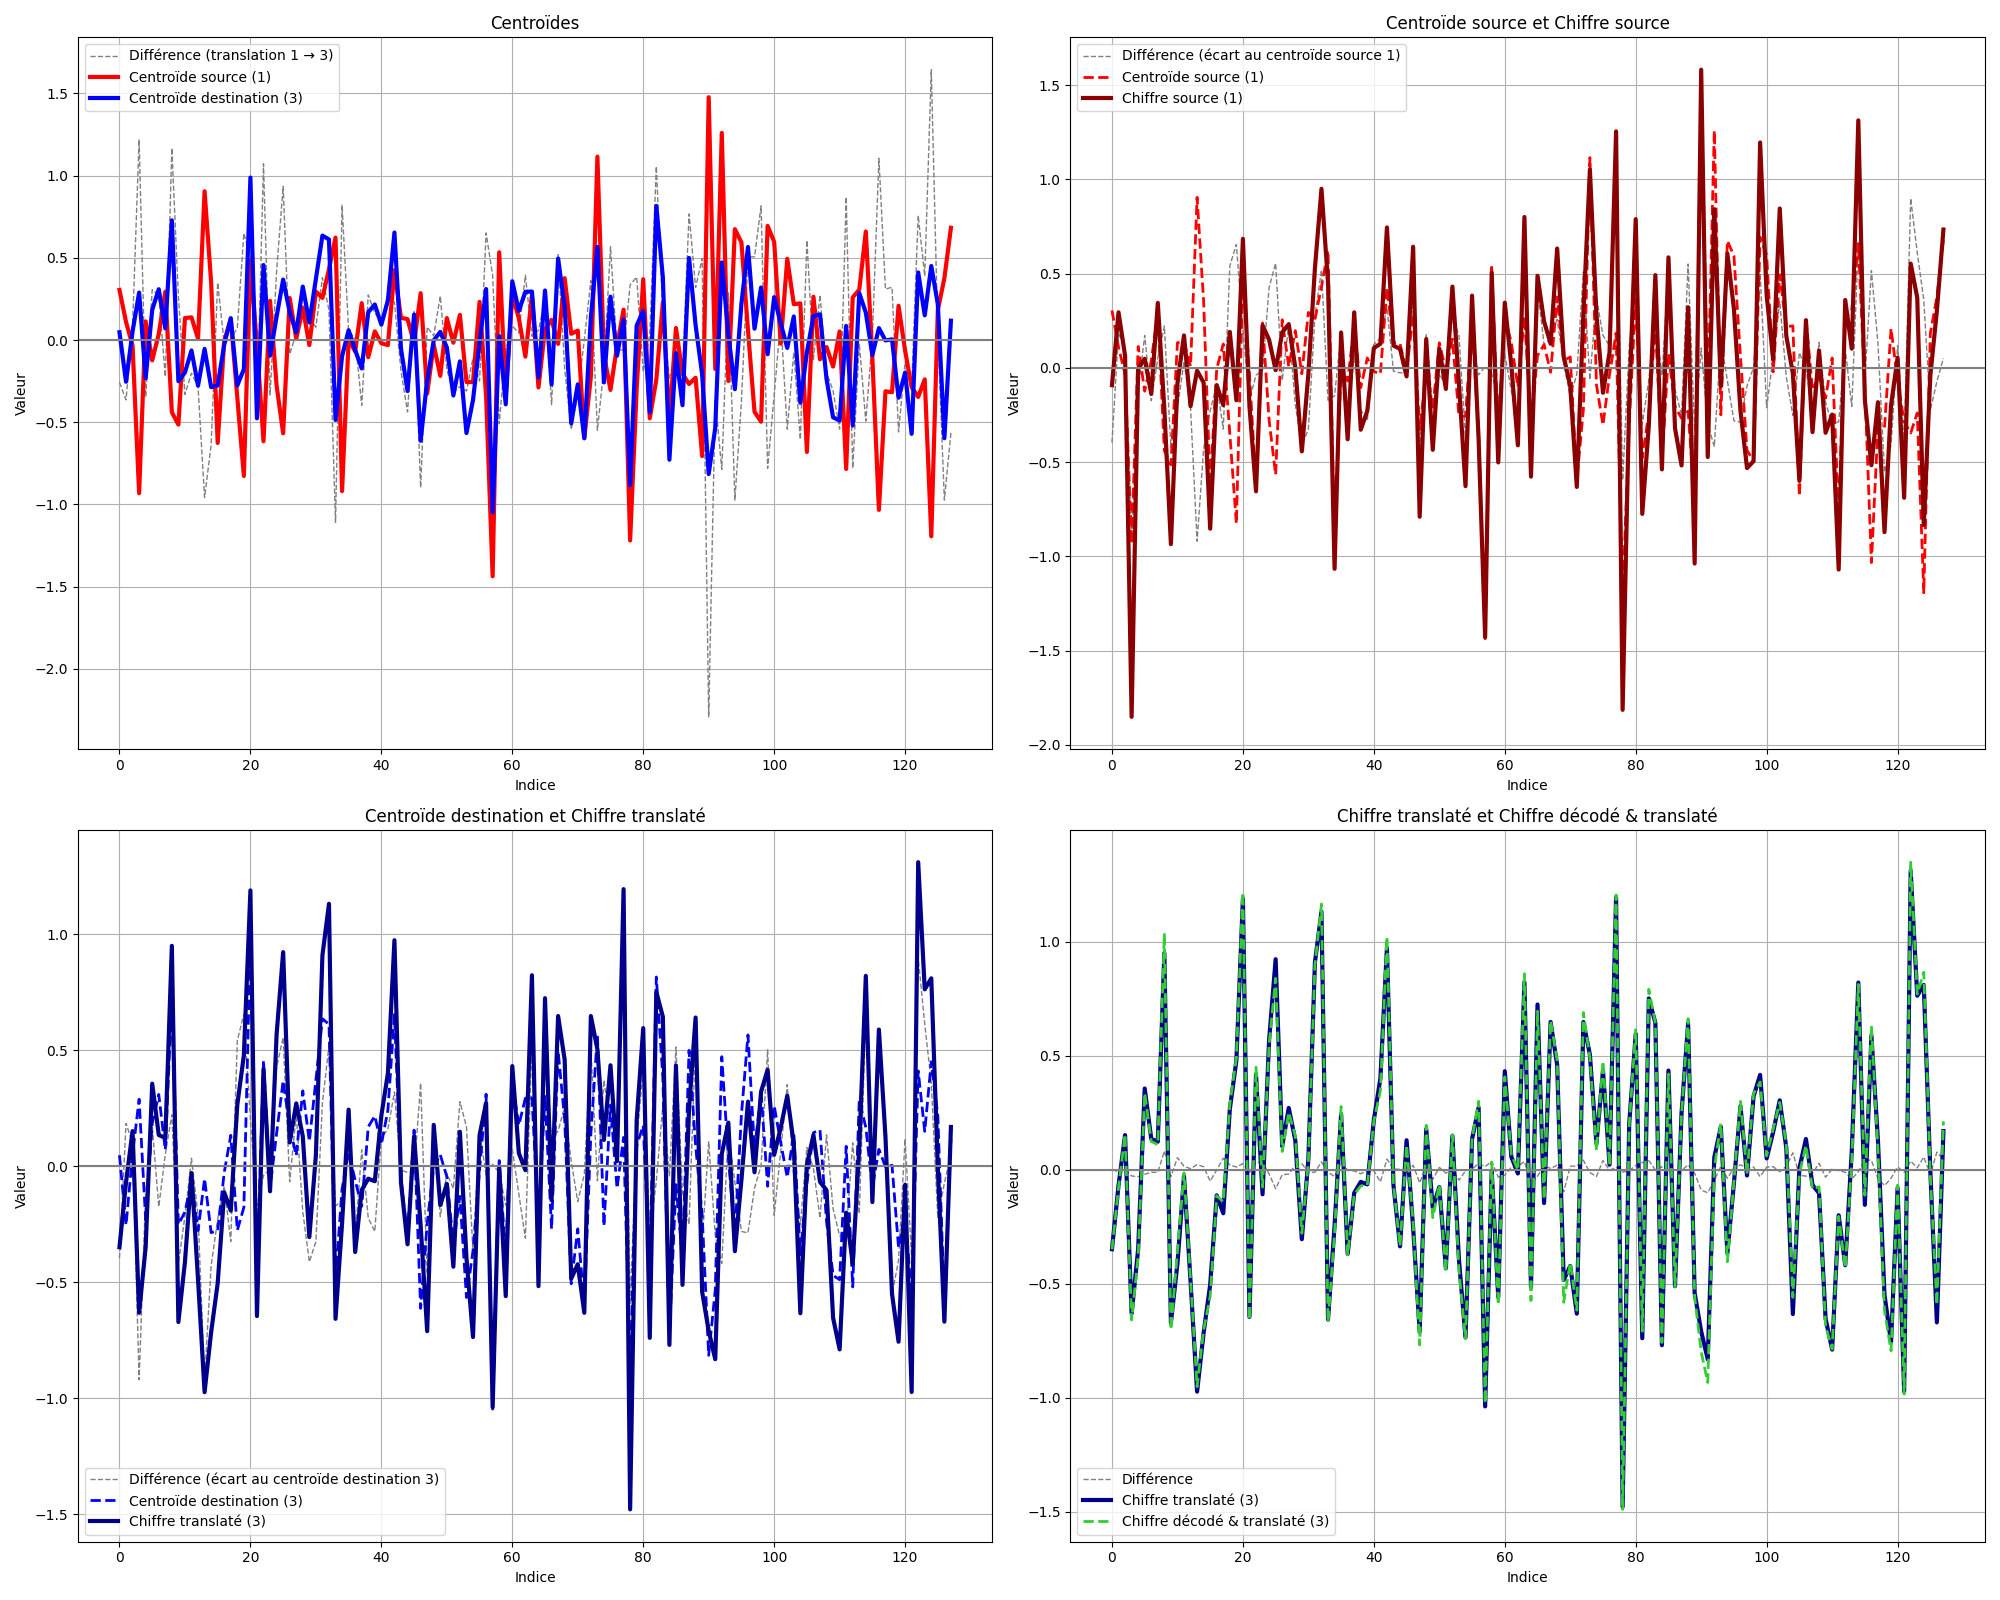 Centroïdes
Différence (translation 1 → 3)
Centroïde source (1)
Centroïde destination (3)
Valeur
1.5
1.0
0.5
0.0
−0.5
−1.0
−1.5
−2.0
0 20 40 60 80 100 120
Indice
Centroïde source et Chiffre source
Différence (écart au centroïde source 1)
Centroïde source (1)
Chiffre source (1)
Valeur
1.5
1.0
0.5
0.0
−0.5
−1.0
−1.5
−2.0
0 20 40 60 80 100 120
Indice
Centroïde destination et Chiffre translaté
Valeur
1.0
0.5
0.0
−0.5
−1.0
−1.5
Différence (écart au centroïde destination 3)
Centroïde destination (3)
Chiffre translaté (3)
0 20 40 60 80 100 120
Indice
Chiffre translaté et Chiffre décodé & translaté
Valeur
1.0
0.5
0.0
−0.5
−1.0
−1.5
Différence
Chiffre translaté (3)
Chiffre décodé & translaté (3)
0 20 40 60 80 100 120
Indice